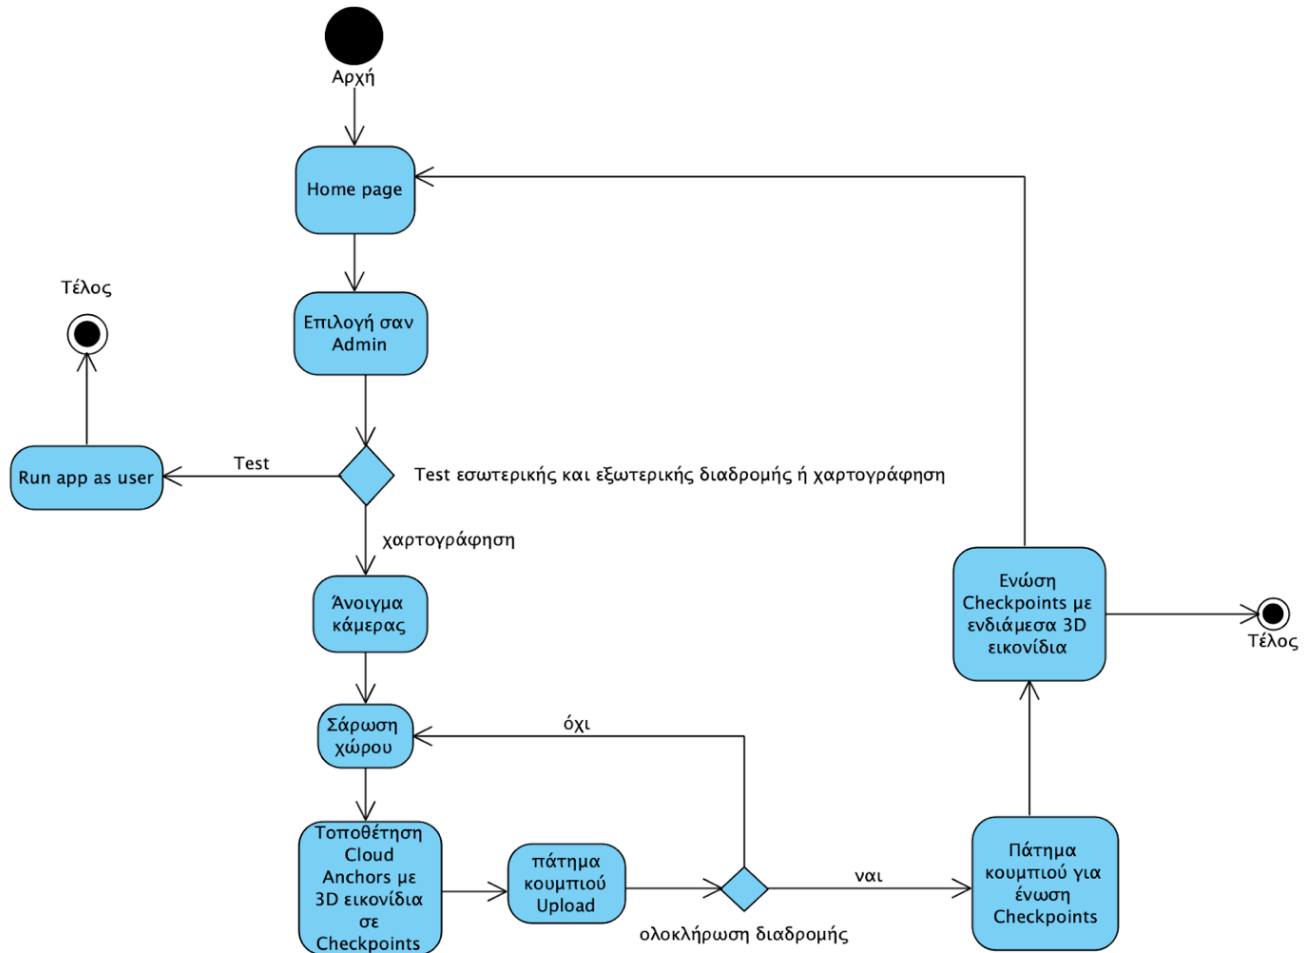 Αρχή
Home page
Επιλογή σαν
Admin
Τέλος
Run app as user
Test
Test εσωτερικής και εξωτερικής διαδρομής ή χαρτογράφηση
χαρτογράφηση
Άνοιγμα
κάμερας
Σάρωση
χώρου
όχι
Τοποθέτηση
Cloud
Anchors με
3D εικονίδια
σε
Checkpoints
πάτημα
κουμπιού
Upload
ολοκλήρωση διαδρομής
ναι
Πάτημα
κουμπιού για
ένωση
Checkpoints
Ενώση
Checkpoints με
ενδιάμεσα 3D
εικονίδια
Τέλος